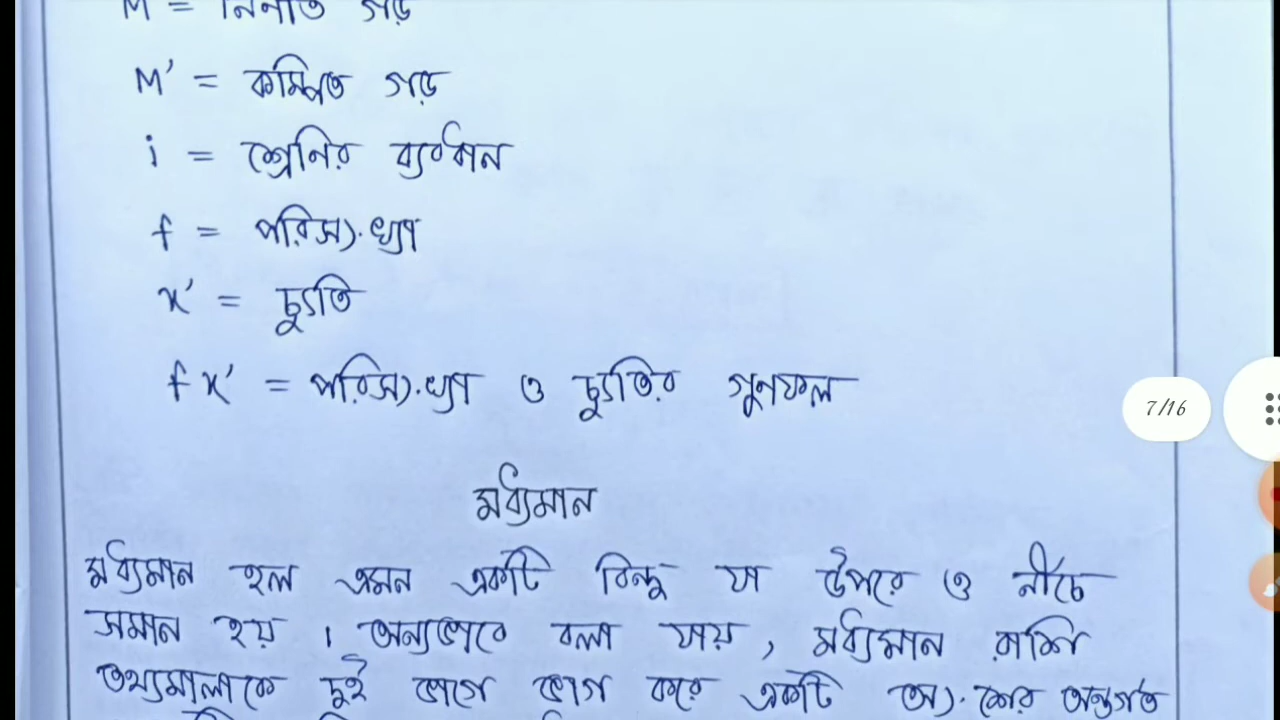 M = নির্ণীত গড়
M' = কল্পিত গড়
i = শ্রেনির ব্যবধান
f = পরিসংখ্যা
x' = চ্যুতি
fx' = পরিসংখ্যা ও চ্যুতির গুনফল
7/16
মধ্যমান
মধ্যমান হল এমন একটি বিন্দু যা উপরে ও নীচে
সমান হয় । অন্যভাবে বলা যায় , মধ্যমান রাশি
তথ্যমালাকে দুই ভাগে ভাগ করে একটি অংশের অন্তর্গত